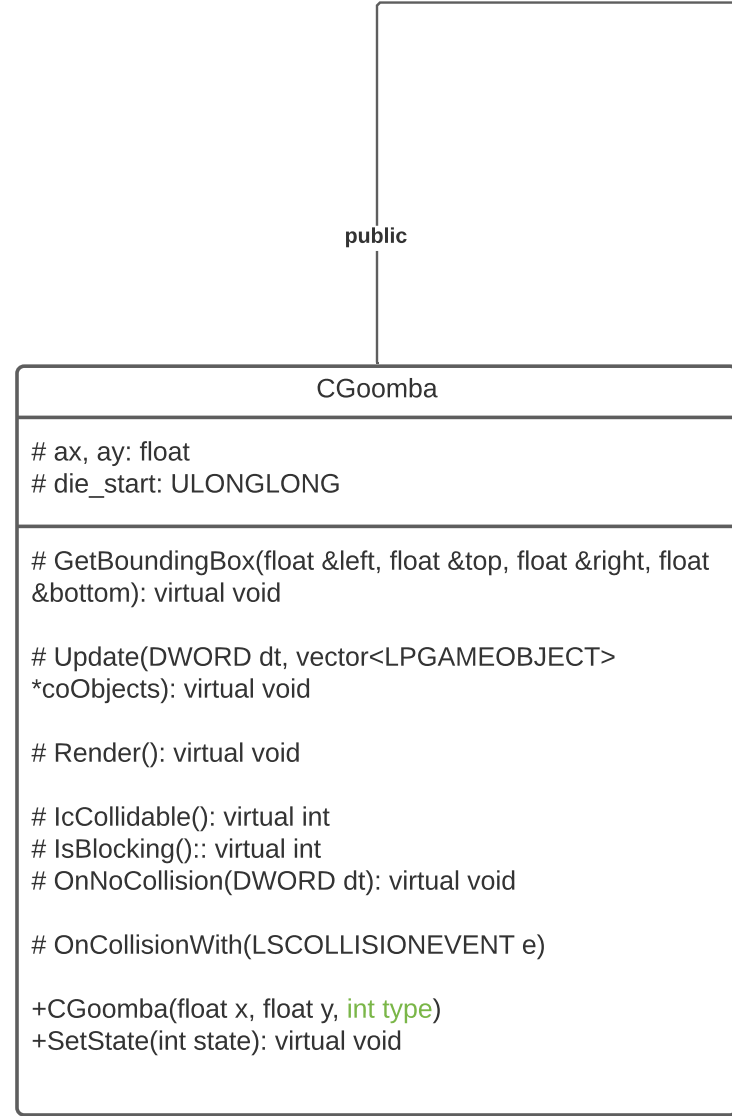 public
CGoomba
# ax, ay: float
# die_start: ULONGLONG
# GetBoundingBox(float &left, float &top, float &right, float
&bottom): virtual void
# Update(DWORD dt, vector<LPGAMEOBJECT>
*coObjects): virtual void
# Render(): virtual void
# IcCollidable(): virtual int
# IsBlocking():: virtual int
# OnNoCollision(DWORD dt): virtual void
# OnCollisionWith(LSCOLLISIONEVENT e)
+CGoomba(float x, float y, int type)
+SetState(int state): virtual void